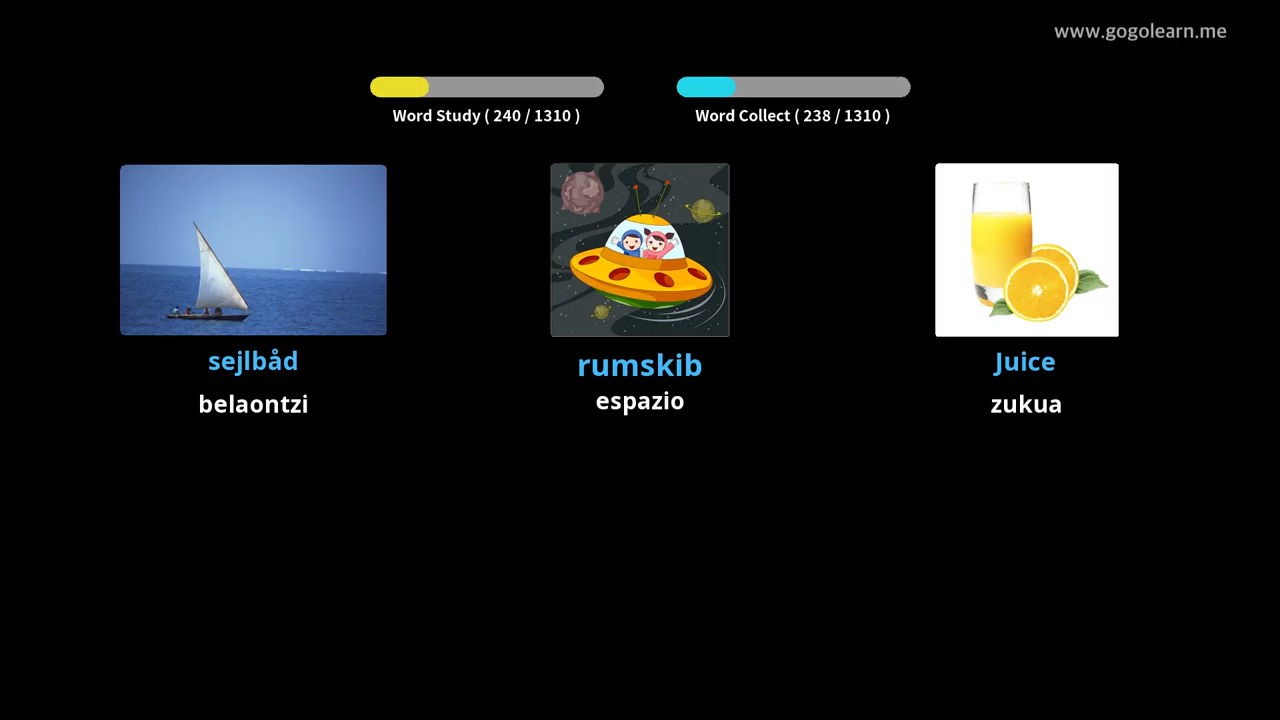 www.gogolearn.me
Word Study ( 240 / 1310 )
Word Collect ( 238 / 1310 )
sejlbåd
belaontzi
rumskib
espazio
Juice
zukua